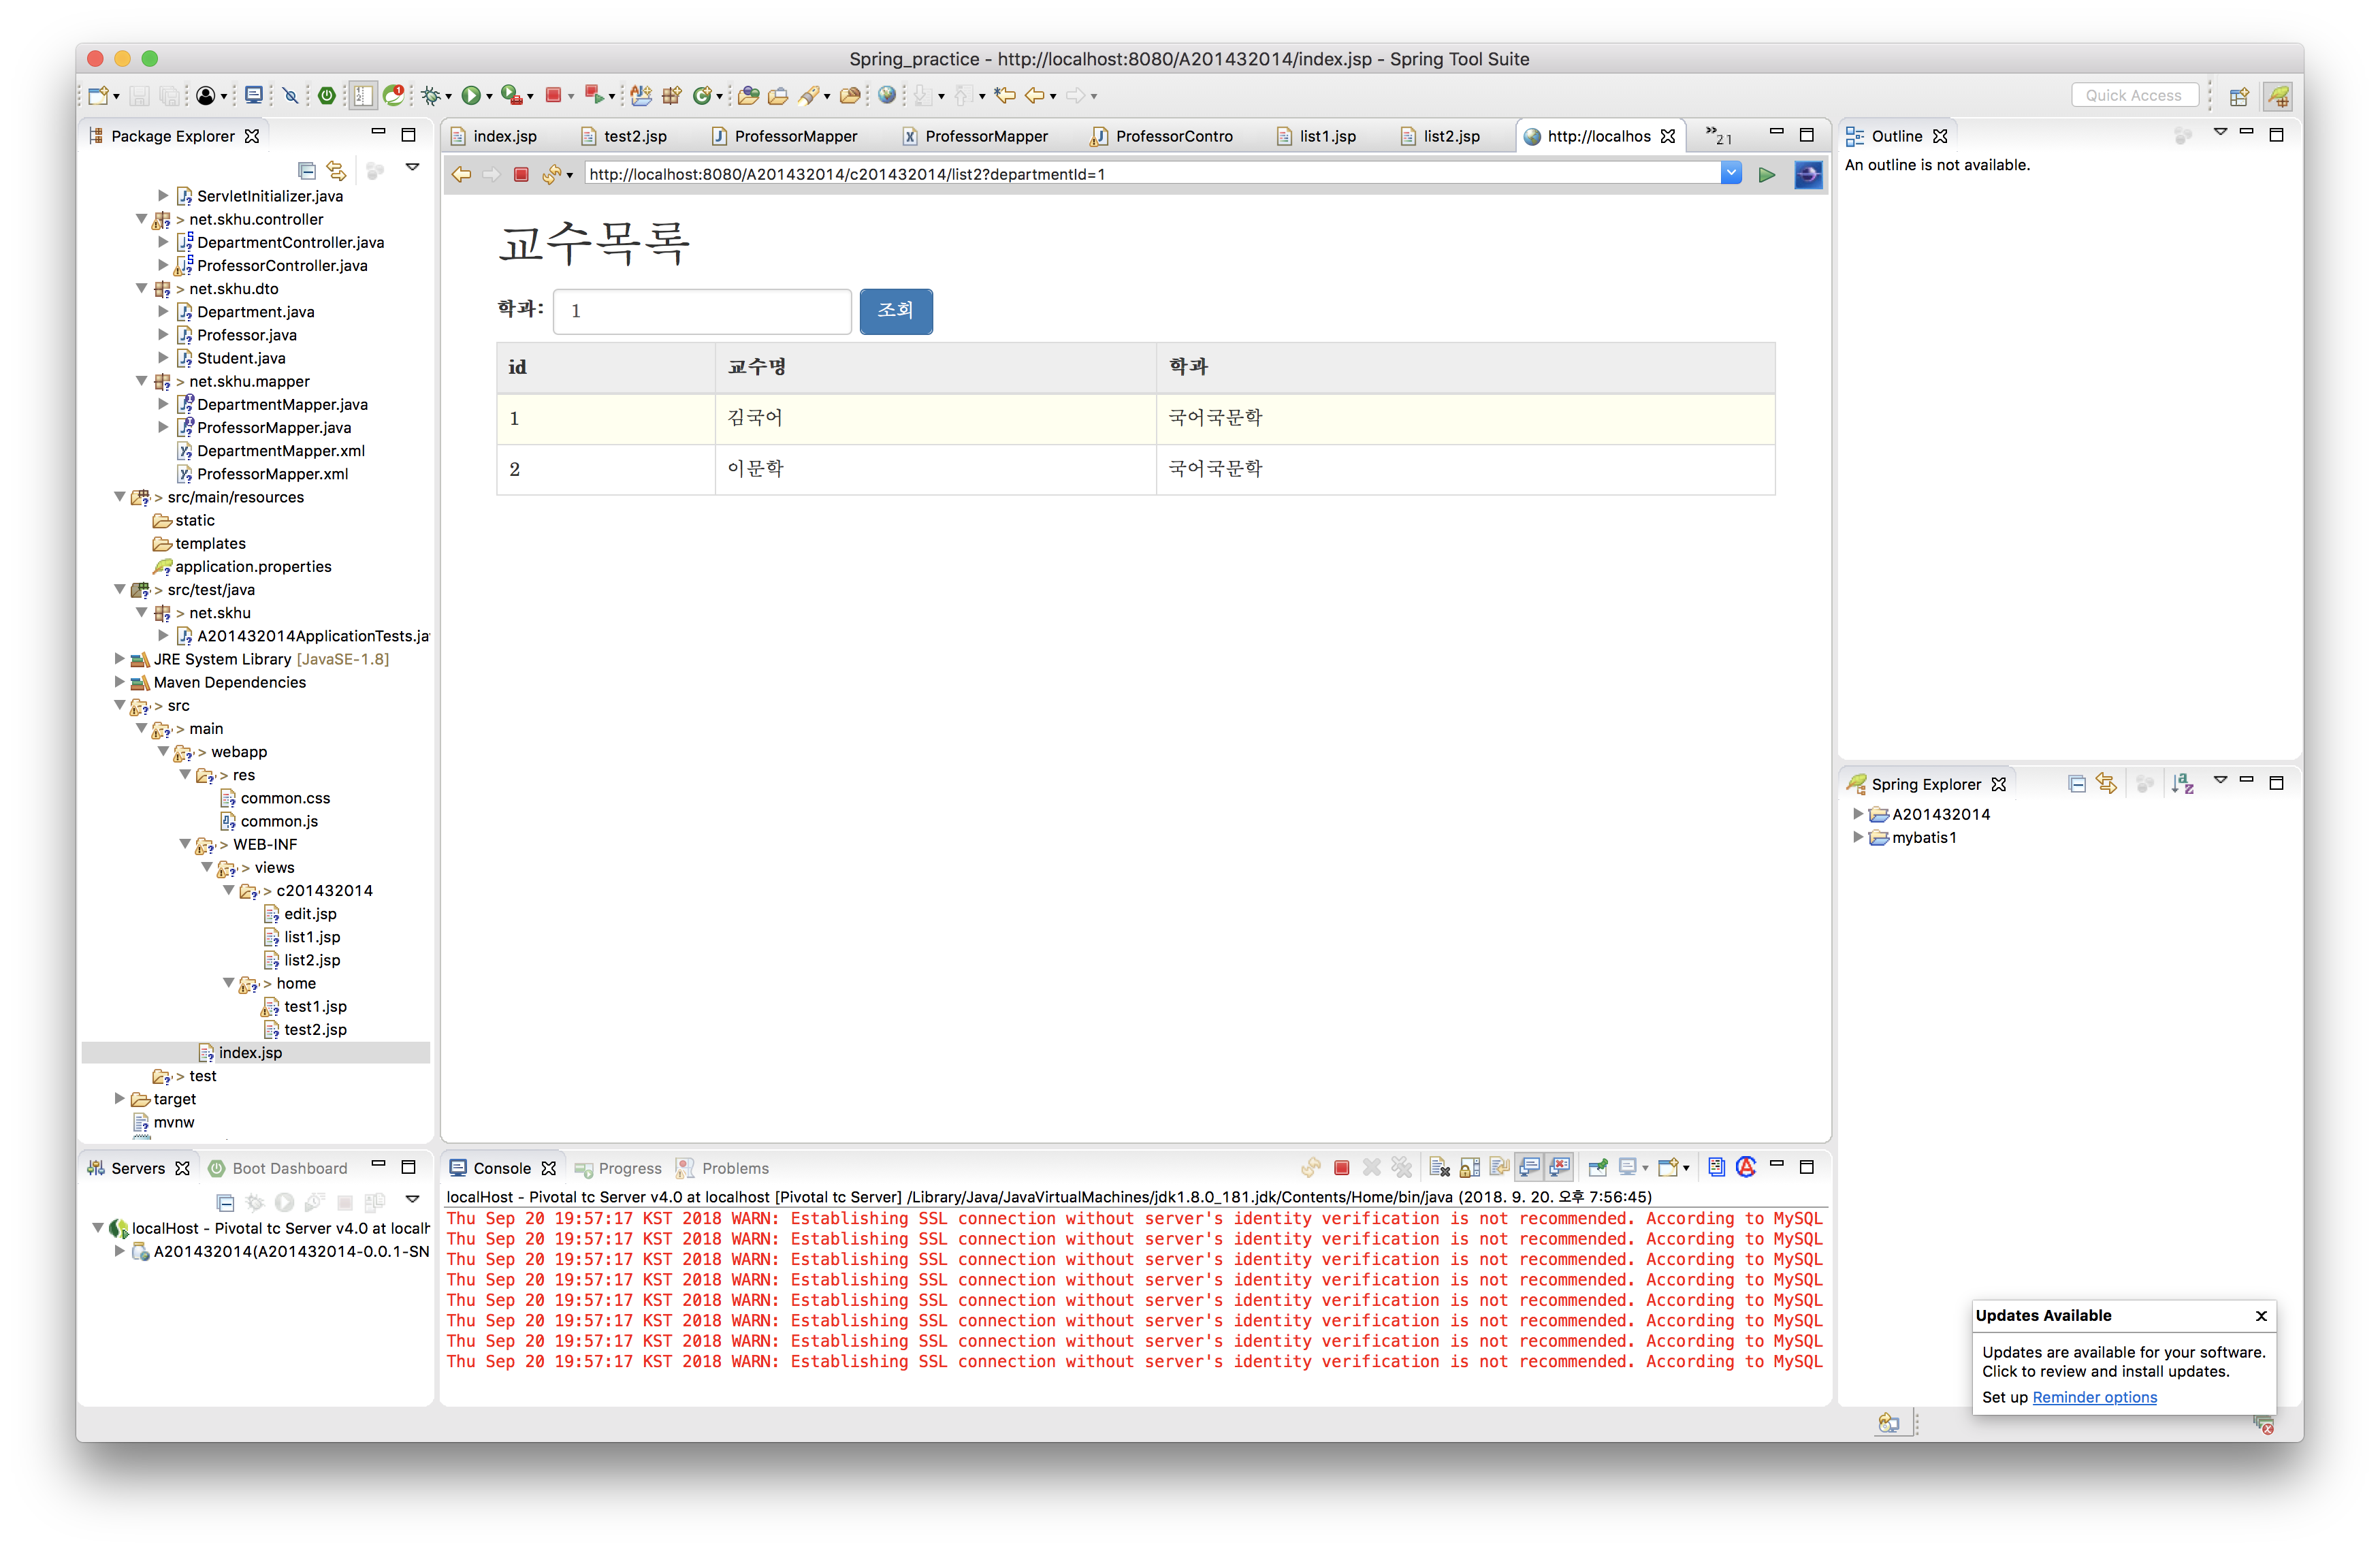 Spring_practice - http://localhost:8080/A201432014/index.jsp - Spring Tool Suite
Quick Access
Package Explorer
ServletInitializer.java
> net.skhu.controller
DepartmentController.java
ProfessorController.java
> net.skhu.dto
Department.java
Professor.java
Student.java
> net.skhu.mapper
DepartmentMapper.java
ProfessorMapper.java
DepartmentMapper.xml
ProfessorMapper.xml
> src/main/resources
static
templates
application.properties
> src/test/java
> net.skhu
A201432014ApplicationTests.ja
JRE System Library [JavaSE-1.8]
Maven Dependencies
> src
> main
> webapp
> res
common.css
common.js
> WEB-INF
> views
> c201432014
edit.jsp
list1.jsp
list2.jsp
> home
test1.jsp
test2.jsp
index.jsp
> test
target
mvnw
index.jsp test2.jsp ProfessorMapper ProfessorMapper ProfessorContro list1.jsp list2.jsp http://localhos »21
http://localhost:8080/A201432014/c201432014/list2?departmentId=1
교수목록
학과: 1 조회
id 교수명 학과
1 김국어 국어국문학
2 이문학 국어국문학
Outline
An outline is not available.
Spring Explorer
A201432014
mybatis1
Servers Boot Dashboard
localHost - Pivotal tc Server v4.0 at localh
A201432014(A201432014-0.0.1-SN
Console Progress Problems
localHost - Pivotal tc Server v4.0 at localhost [Pivotal tc Server] /Library/Java/JavaVirtualMachines/jdk1.8.0_181.jdk/Contents/Home/bin/java (2018. 9. 20. 오후 7:56:45)
Thu Sep 20 19:57:17 KST 2018 WARN: Establishing SSL connection without server's identity verification is not recommended. According to MySQL
Thu Sep 20 19:57:17 KST 2018 WARN: Establishing SSL connection without server's identity verification is not recommended. According to MySQL
Thu Sep 20 19:57:17 KST 2018 WARN: Establishing SSL connection without server's identity verification is not recommended. According to MySQL
Thu Sep 20 19:57:17 KST 2018 WARN: Establishing SSL connection without server's identity verification is not recommended. According to MySQL
Thu Sep 20 19:57:17 KST 2018 WARN: Establishing SSL connection without server's identity verification is not recommended. According to MySQL
Thu Sep 20 19:57:17 KST 2018 WARN: Establishing SSL connection without server's identity verification is not recommended. According to MySQL
Thu Sep 20 19:57:17 KST 2018 WARN: Establishing SSL connection without server's identity verification is not recommended. According to MySQL
Thu Sep 20 19:57:17 KST 2018 WARN: Establishing SSL connection without server's identity verification is not recommended. According to MySQL
Updates Available
Updates are available for your software.
Click to review and install updates.
Set up Reminder options